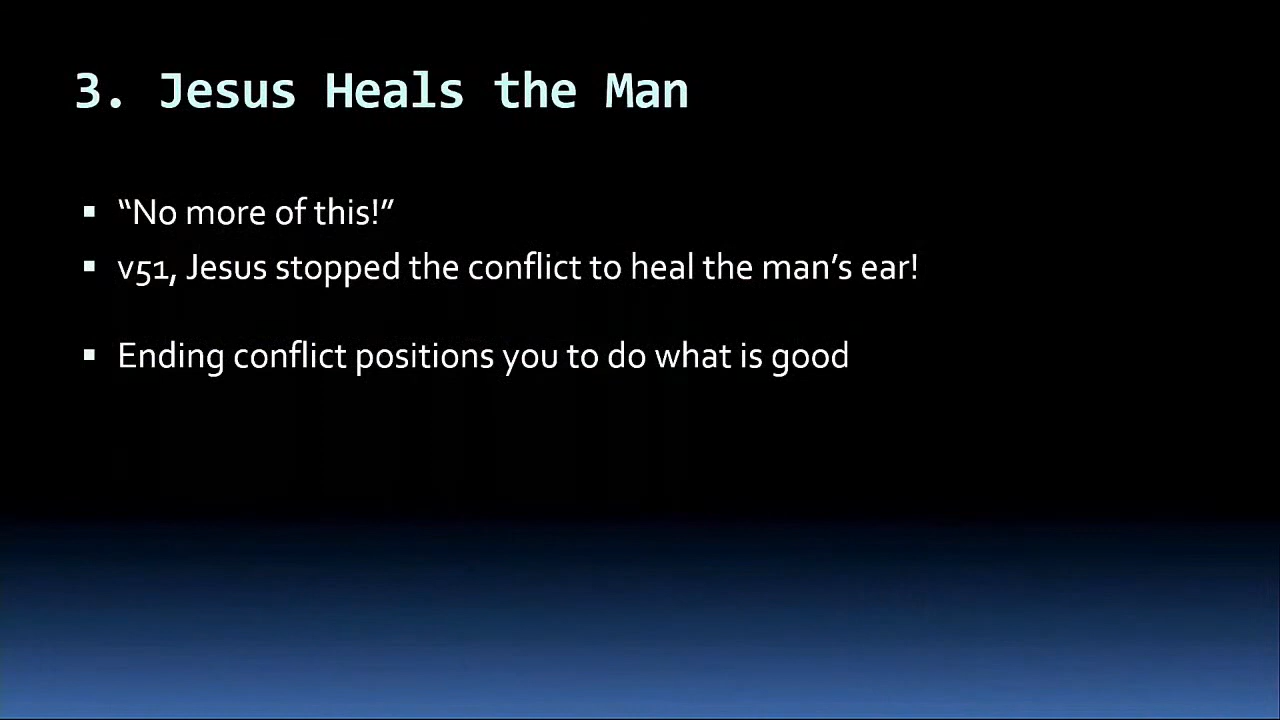 3. Jesus Heals the Man
▪ “No more of this!”
▪ v51, Jesus stopped the conflict to heal the man’s ear!
▪ Ending conflict positions you to do what is good